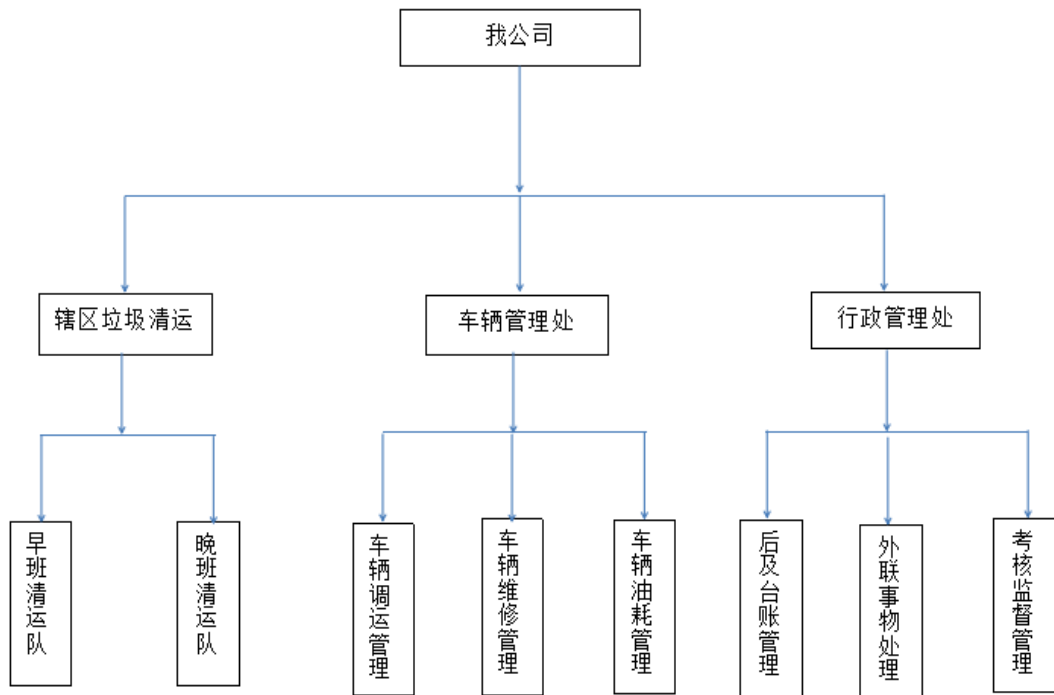 我公司
辖区垃圾清运
车辆管理处
行政管理处
早班清运队
晚班清运队
车辆调运管理
车辆维修管理
车辆油耗管理
后及台账管理
外联事物处理
考核监督管理